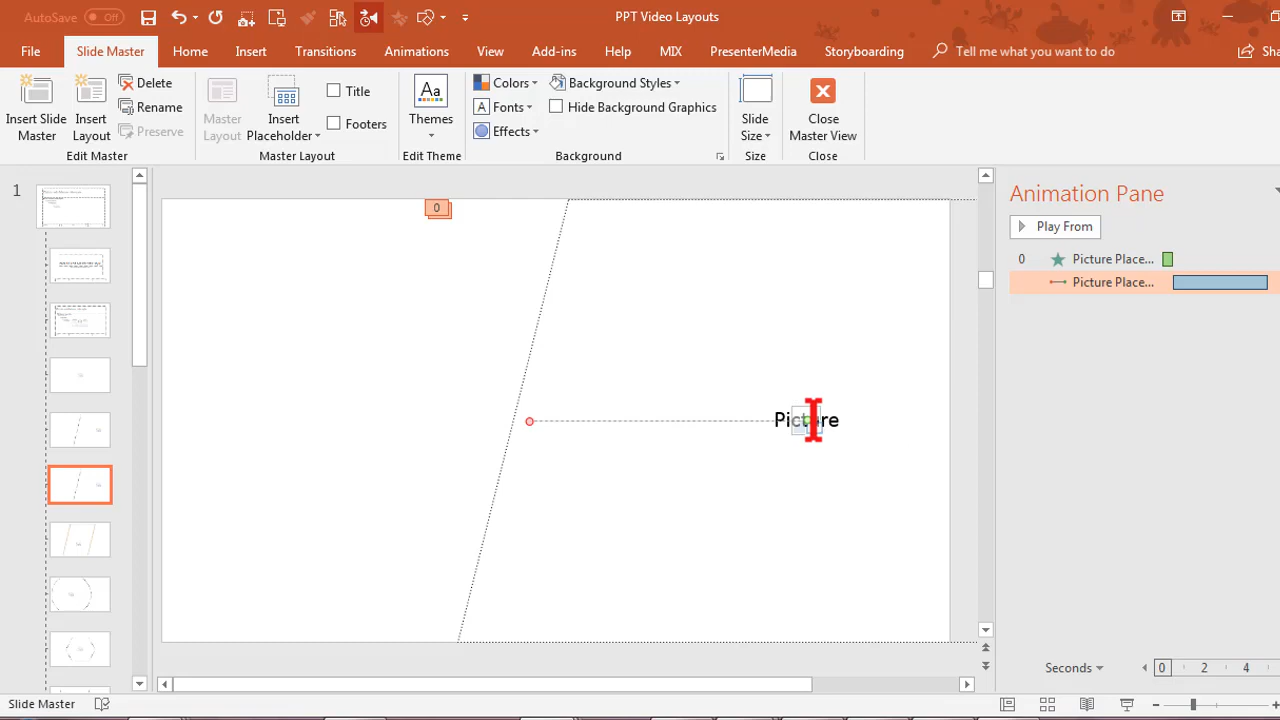 AutoSave Off PPT Video Layouts
File Slide Master Home Insert Transitions Animations View Add-ins Help MIX PresenterMedia Storyboarding Tell me what you want to do Sha
Insert Slide Master
Insert Layout
Delete
Rename
Preserve
Edit Master
Master Layout
Insert Placeholder
Title
Footers
Master Layout
Aa
Themes
Edit Theme
Colors
Background Styles
Fonts
Hide Background Graphics
Effects
Background
Slide Size
Size
Close Master View
Close
1
0
Picture
Animation Pane
Play From
0 Picture Place...
Picture Place...
Seconds 0 2 4
Slide Master